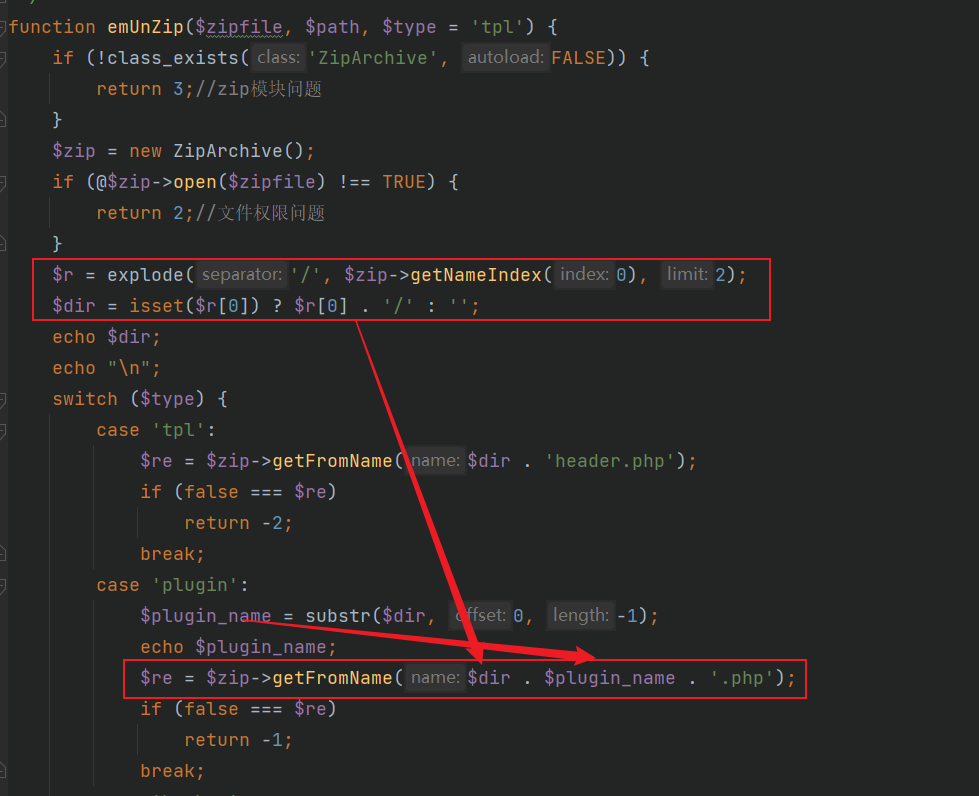 function emUnZip($zipfile, $path, $type = 'tpl') {
if (!class_exists( class: 'ZipArchive', autoload: FALSE)) {
return 3;//zip模块问题
}
$zip = new ZipArchive();
if (@$zip->open($zipfile) !== TRUE) {
return 2;//文件权限问题
}
$r = explode( separator: '/', $zip->getNameIndex( index: 0), limit: 2);
$dir = isset($r[0]) ? $r[0] . '/' : '';
echo $dir;
echo "\n";
switch ($type) {
case 'tpl':
$re = $zip->getFromName( name: $dir . 'header.php');
if (false === $re)
return -2;
break;
case 'plugin':
$plugin_name = substr($dir, offset: 0, length: -1);
echo $plugin_name;
$re = $zip->getFromName( name: $dir . $plugin_name . '.php');
if (false === $re)
return -1;
break;